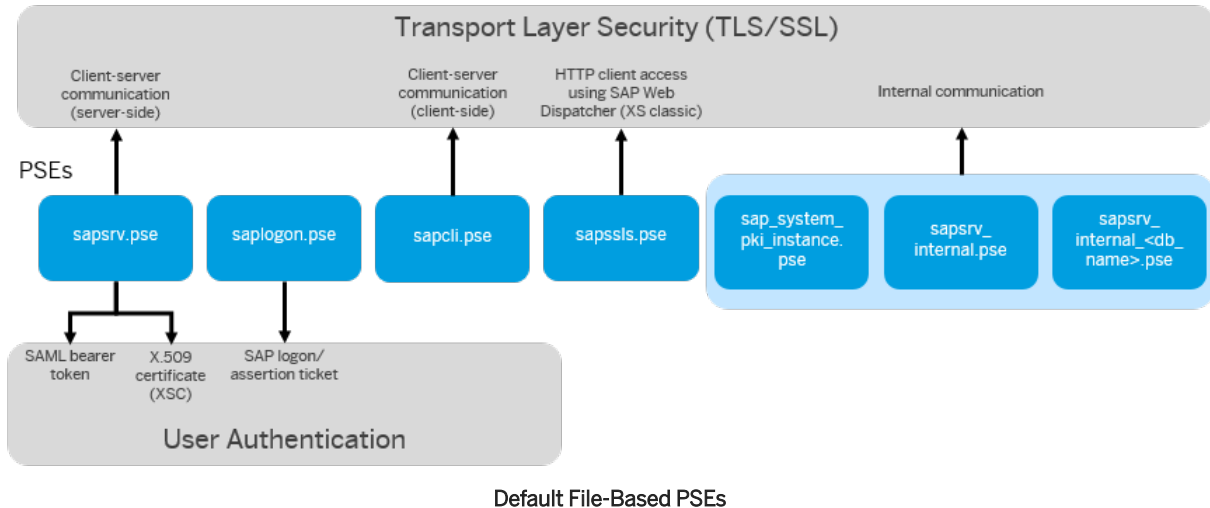 Transport Layer Security (TLS/SSL)
Client-server
communication
(server-side)
Client-server
communication
(client-side)
HTTP client access
using SAP Web
Dispatcher (XS classic)
Internal communication
PSEs
sapsrv.pse
saplogon.pse
sapcli.pse
sapssls.pse
sap_system_
pki_instance.
pse
sapsrv_
internal.pse
sapsrv_
internal_<db_
name>.pse
SAML bearer
token
X.509
certificate
(XSC)
SAP logon/
assertion ticket
User Authentication
Default File-Based PSEs